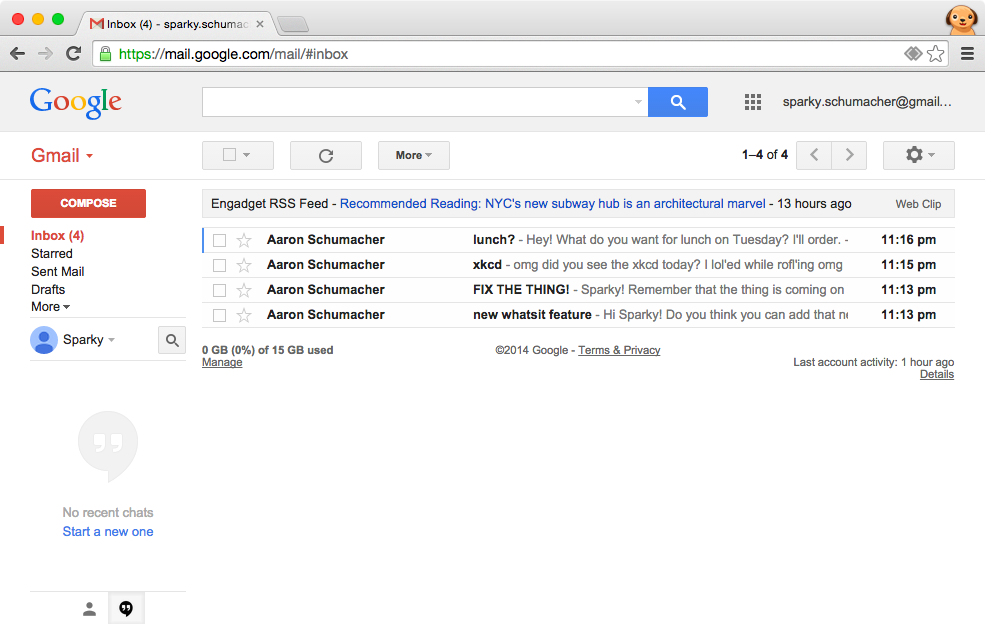 Inbox (4) - sparky.schumac
https://mail.google.com/mail/#inbox
Google
sparky.schumacher@gmail...
Gmail
More
1–4 of 4
COMPOSE
Engadget RSS Feed - Recommended Reading: NYC's new subway hub is an architectural marvel - 13 hours ago
Web Clip
Inbox (4)
Starred
Sent Mail
Drafts
More
Aaron Schumacher lunch? - Hey! What do you want for lunch on Tuesday? I'll order. - 11:16 pm
Aaron Schumacher xkcd - omg did you see the xkcd today? I lol'ed while rofl'ing omg 11:15 pm
Aaron Schumacher FIX THE THING! - Sparky! Remember that the thing is coming on 11:13 pm
Aaron Schumacher new whatsit feature - Hi Sparky! Do you think you can add that ne 11:13 pm
Sparky
0 GB (0%) of 15 GB used
Manage
©2014 Google - Terms & Privacy
Last account activity: 1 hour ago
Details
No recent chats
Start a new one